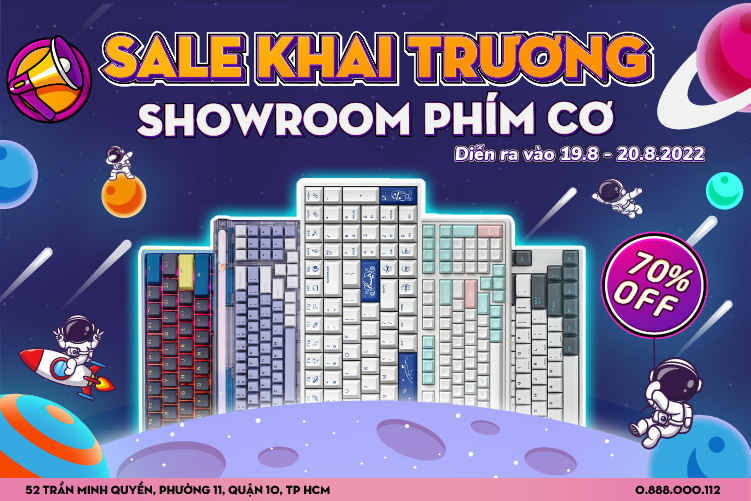 SALE KHAI TRƯƠNG
SHOWROOM PHÍM CƠ
Diễn ra vào 19.8 - 20.8.2022
70%
OFF
52 TRẦN MINH QUYỀN, PHƯỜNG 11, QUẬN 10, TP HCM
0.888.000.112